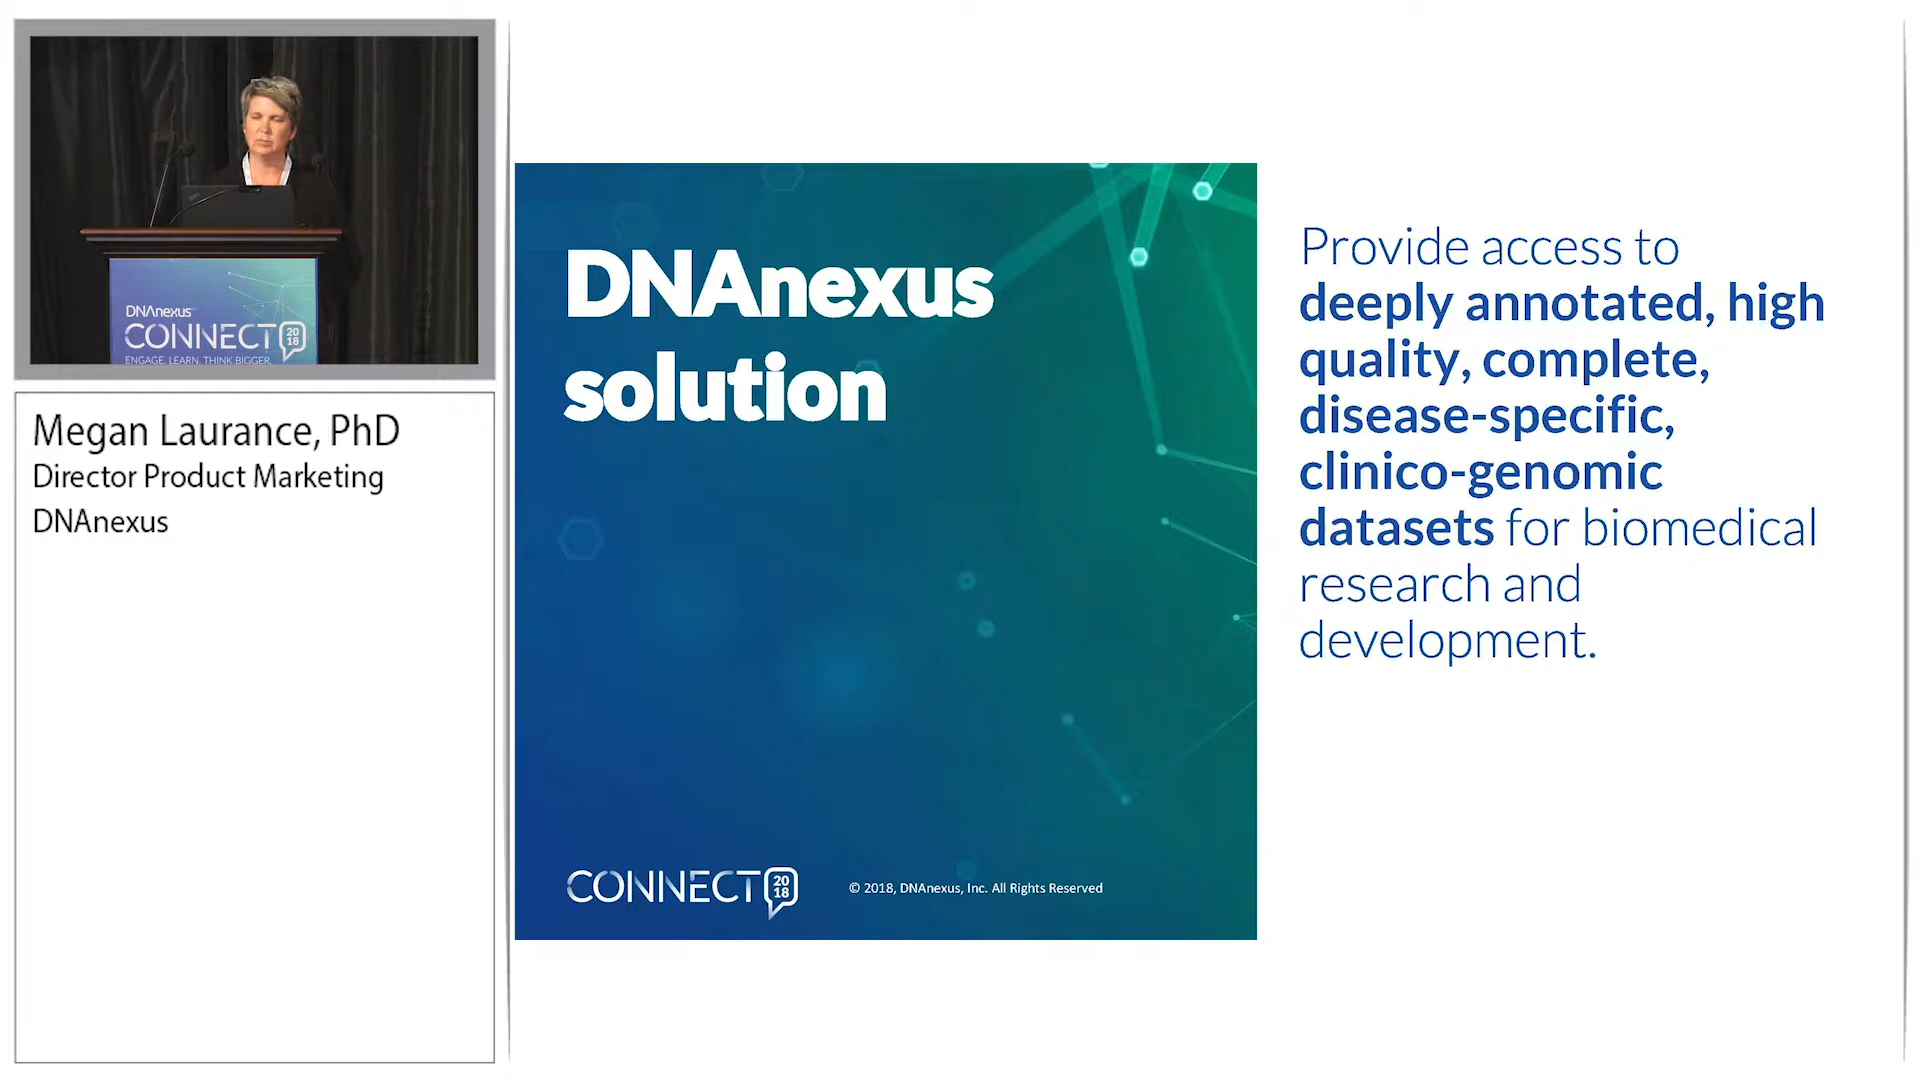 DNAnexus
CONNECT 20 18
ENGAGE. LEARN. THINK BIGGER.
Megan Laurance, PhD
Director Product Marketing
DNAnexus
DNAnexus
solution
CONNECT 20 18
© 2018, DNAnexus, Inc. All Rights Reserved
Provide access to
deeply annotated, high
quality, complete,
disease-specific,
clinico-genomic
datasets for biomedical
research and
development.